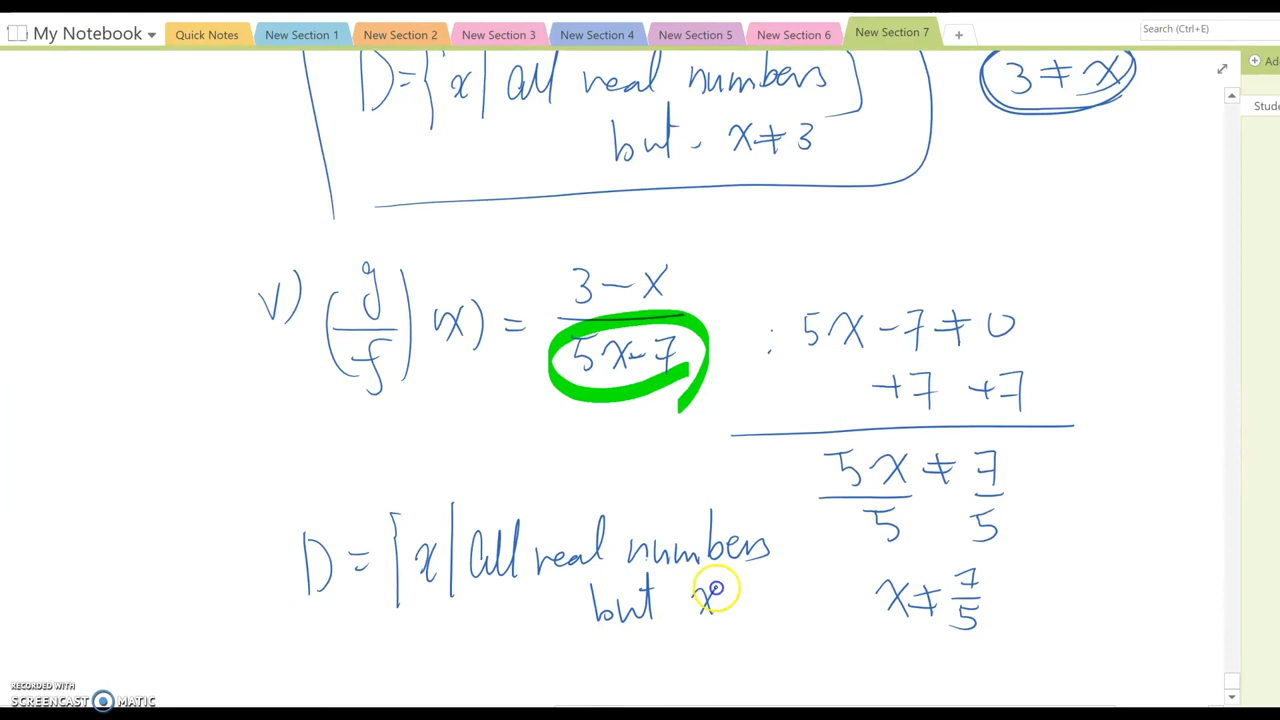 My Notebook
Quick Notes
New Section 1
New Section 2
New Section 3
New Section 4
New Section 5
New Section 6
New Section 7
+
Search (Ctrl+E)
Ad
Stude
D={x| all real numbers}
but x≠3
3≠x
v) (g/f)(x) = (3-x)/(5x-7)
: 5x-7≠0
+7 +7
5x/5 ≠ 7/5
x≠7/5
D={x| all real numbers
but x
RECORDED WITH
SCREENCAST MATIC